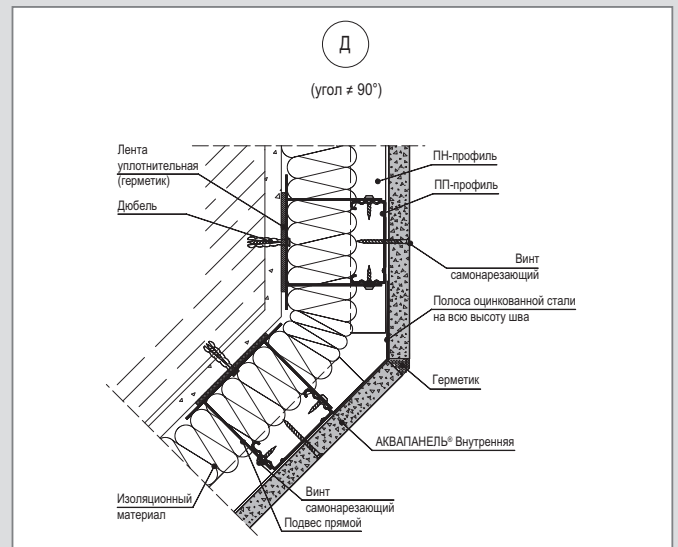 Д
(угол ≠ 90°)
Лента
уплотнительная
(герметик)
Дюбель
ПН-профиль
ПП-профиль
Винт
самонарезающий
Полоса оцинкованной стали
на всю высоту шва
Герметик
АКВАПАНЕЛЬ® Внутренняя
Изоляционный
материал
Винт
самонарезающий
Подвес прямой